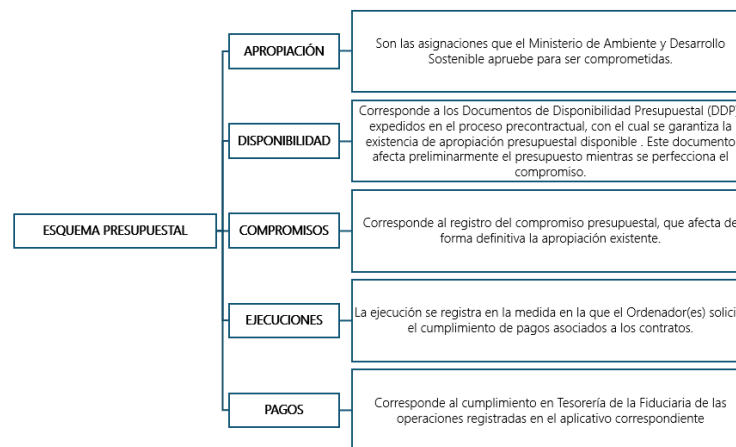 APROPIACIÓN
Son las asignaciones que el Ministerio de Ambiente y Desarrollo
Sostenible apruebe para ser comprometidas.
DISPONIBILIDAD
Corresponde a los Documentos de Disponibilidad Presupuestal (DDP)
expedidos en el proceso precontractual, con el cual se garantiza la
existencia de apropiación presupuestal disponible . Este documento
afecta preliminarmente el presupuesto mientras se perfecciona el
compromiso.
ESQUEMA PRESUPUESTAL
COMPROMISOS
Corresponde al registro del compromiso presupuestal, que afecta de
forma definitiva la apropiación existente.
EJECUCIONES
La ejecución se registra en la medida en la que el Ordenador(es) solici
el cumplimiento de pagos asociados a los contratos.
PAGOS
Corresponde al cumplimiento en Tesorería de la Fiduciaria de las
operaciones registradas en el aplicativo correspondiente